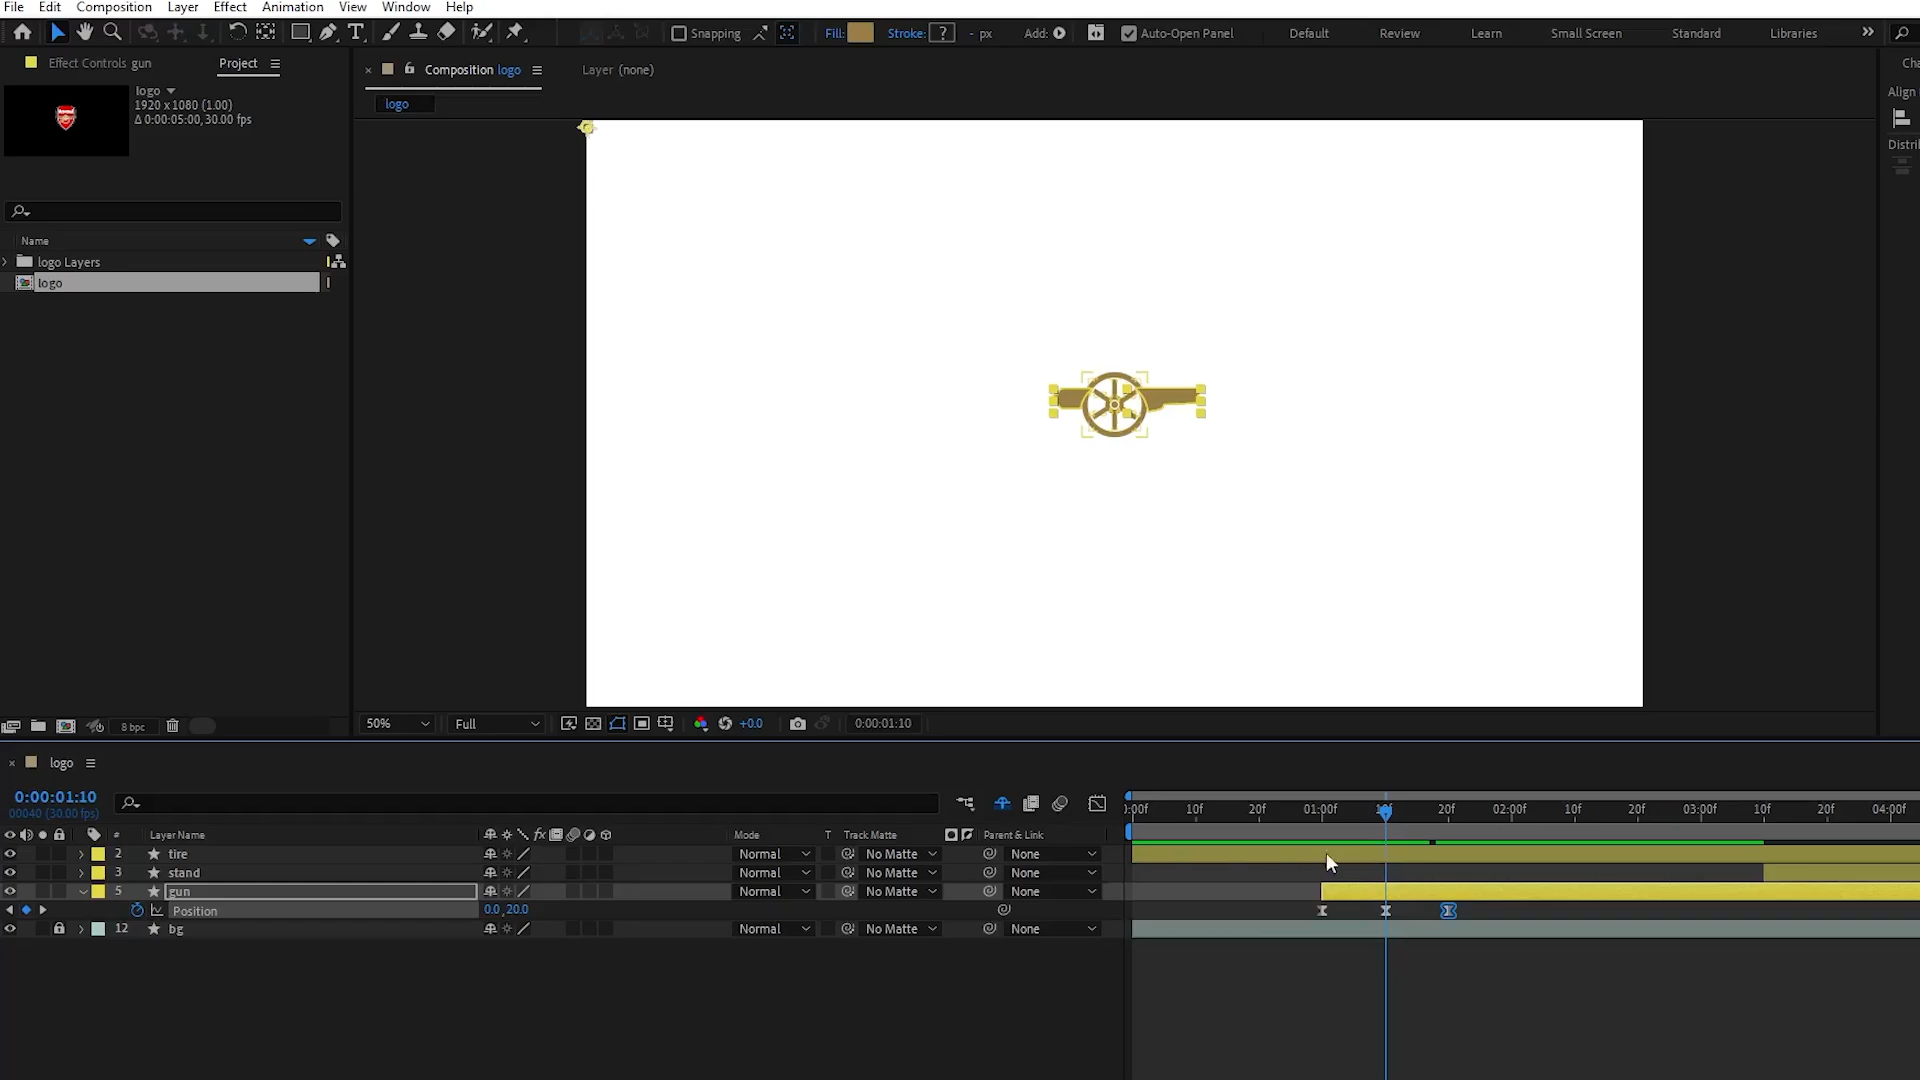 File Edit Composition Layer Effect Animation View Window Help
Snapping Fill: Stroke: ? - px Add: Auto-Open Panel Default Review Learn Small Screen Standard Libraries
Effect Controls gun Project
Composition logo Layer (none)
logo
logo
1920 x 1080 (1.00)
Δ 0:00:05:00, 30.00 fps
Align
Name
logo Layers
logo
8 bpc
50% Full +0.0 0:00:01:10
logo
0:00:01:10
00040 (30.00 fps)
10f 20f 01:00f 20f 02:00f 10f 20f 03:00f 10f 20f 04:00f
# Layer Name fx Mode T Track Matte Parent & Link
2 tire Normal No Matte None
3 stand Normal No Matte None
5 gun Normal No Matte None
Position 0.0,20.0
12 bg Normal No Matte None